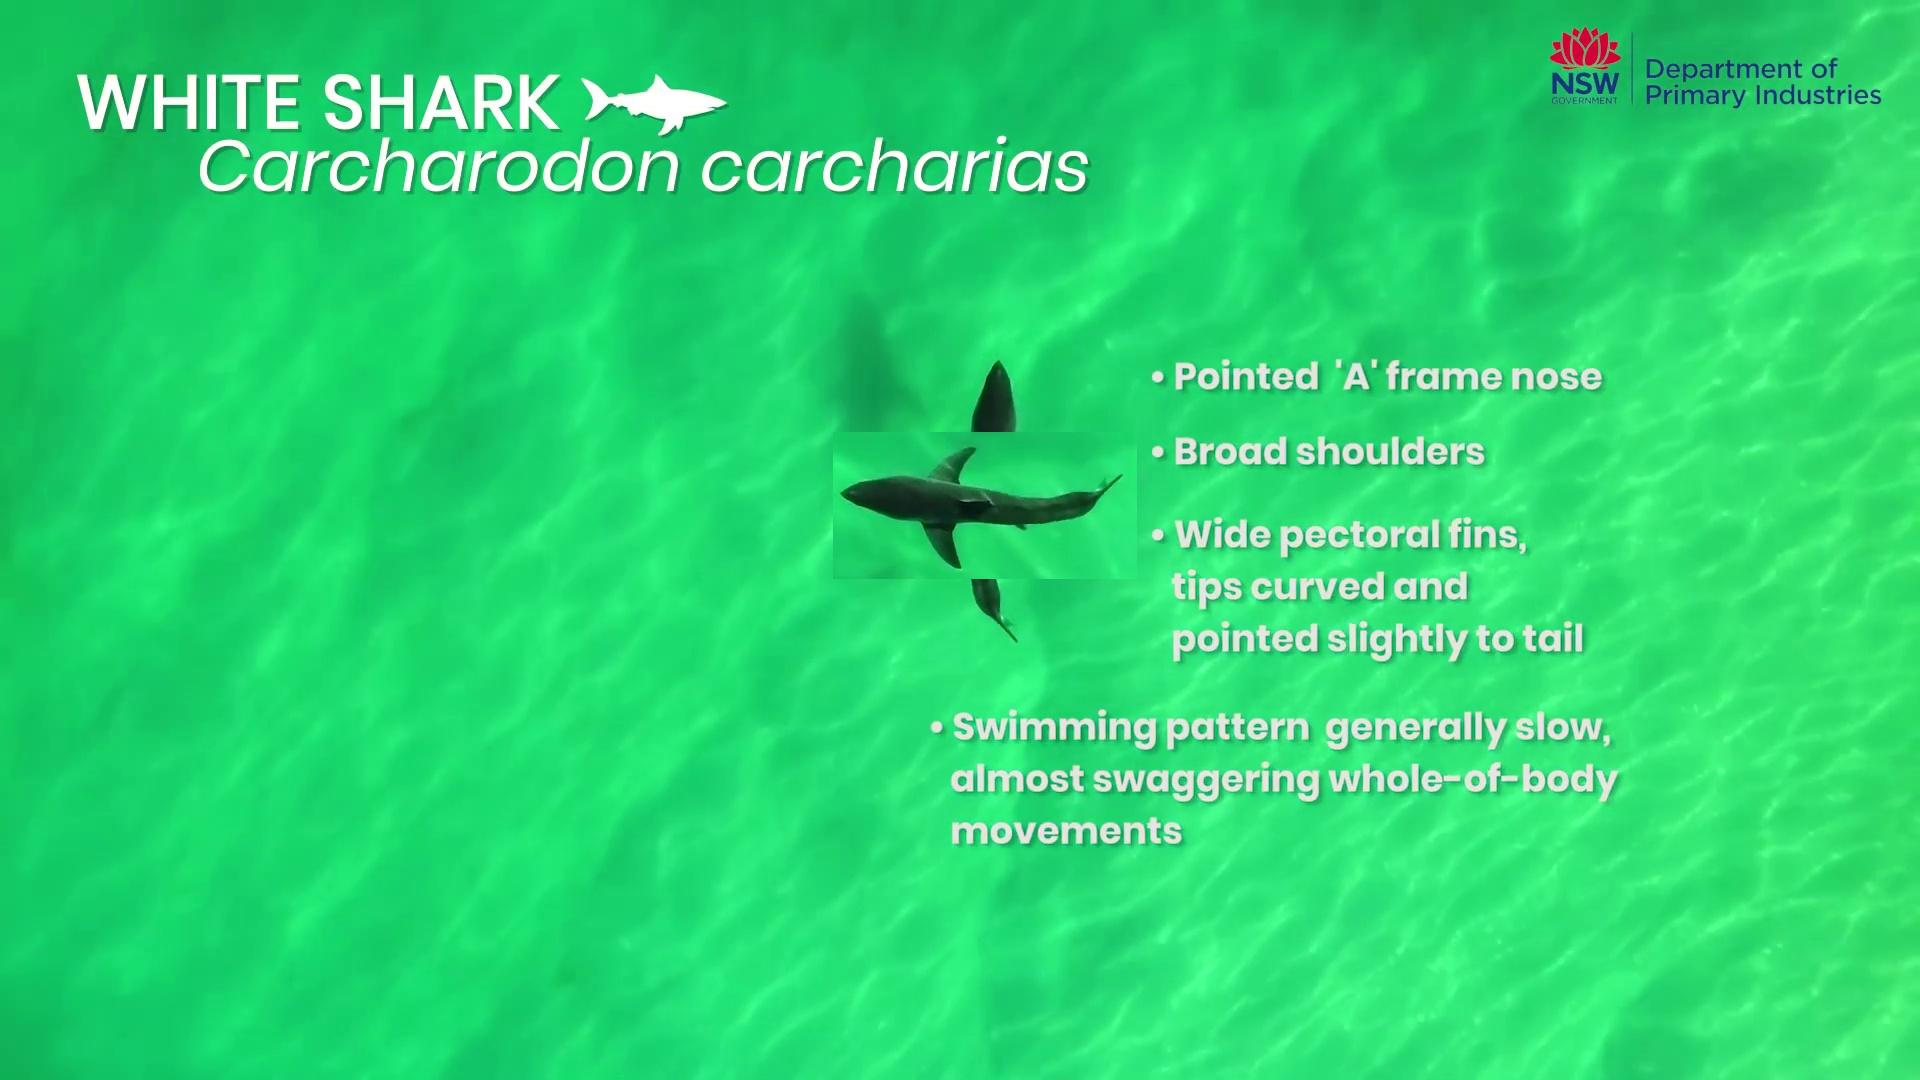 WHITE SHARK
Carcharodon carcharias
NSW
GOVERNMENT
Department of
Primary Industries
• Pointed 'A' frame nose
• Broad shoulders
• Wide pectoral fins,
tips curved and
pointed slightly to tail
• Swimming pattern generally slow,
almost swaggering whole-of-body
movements